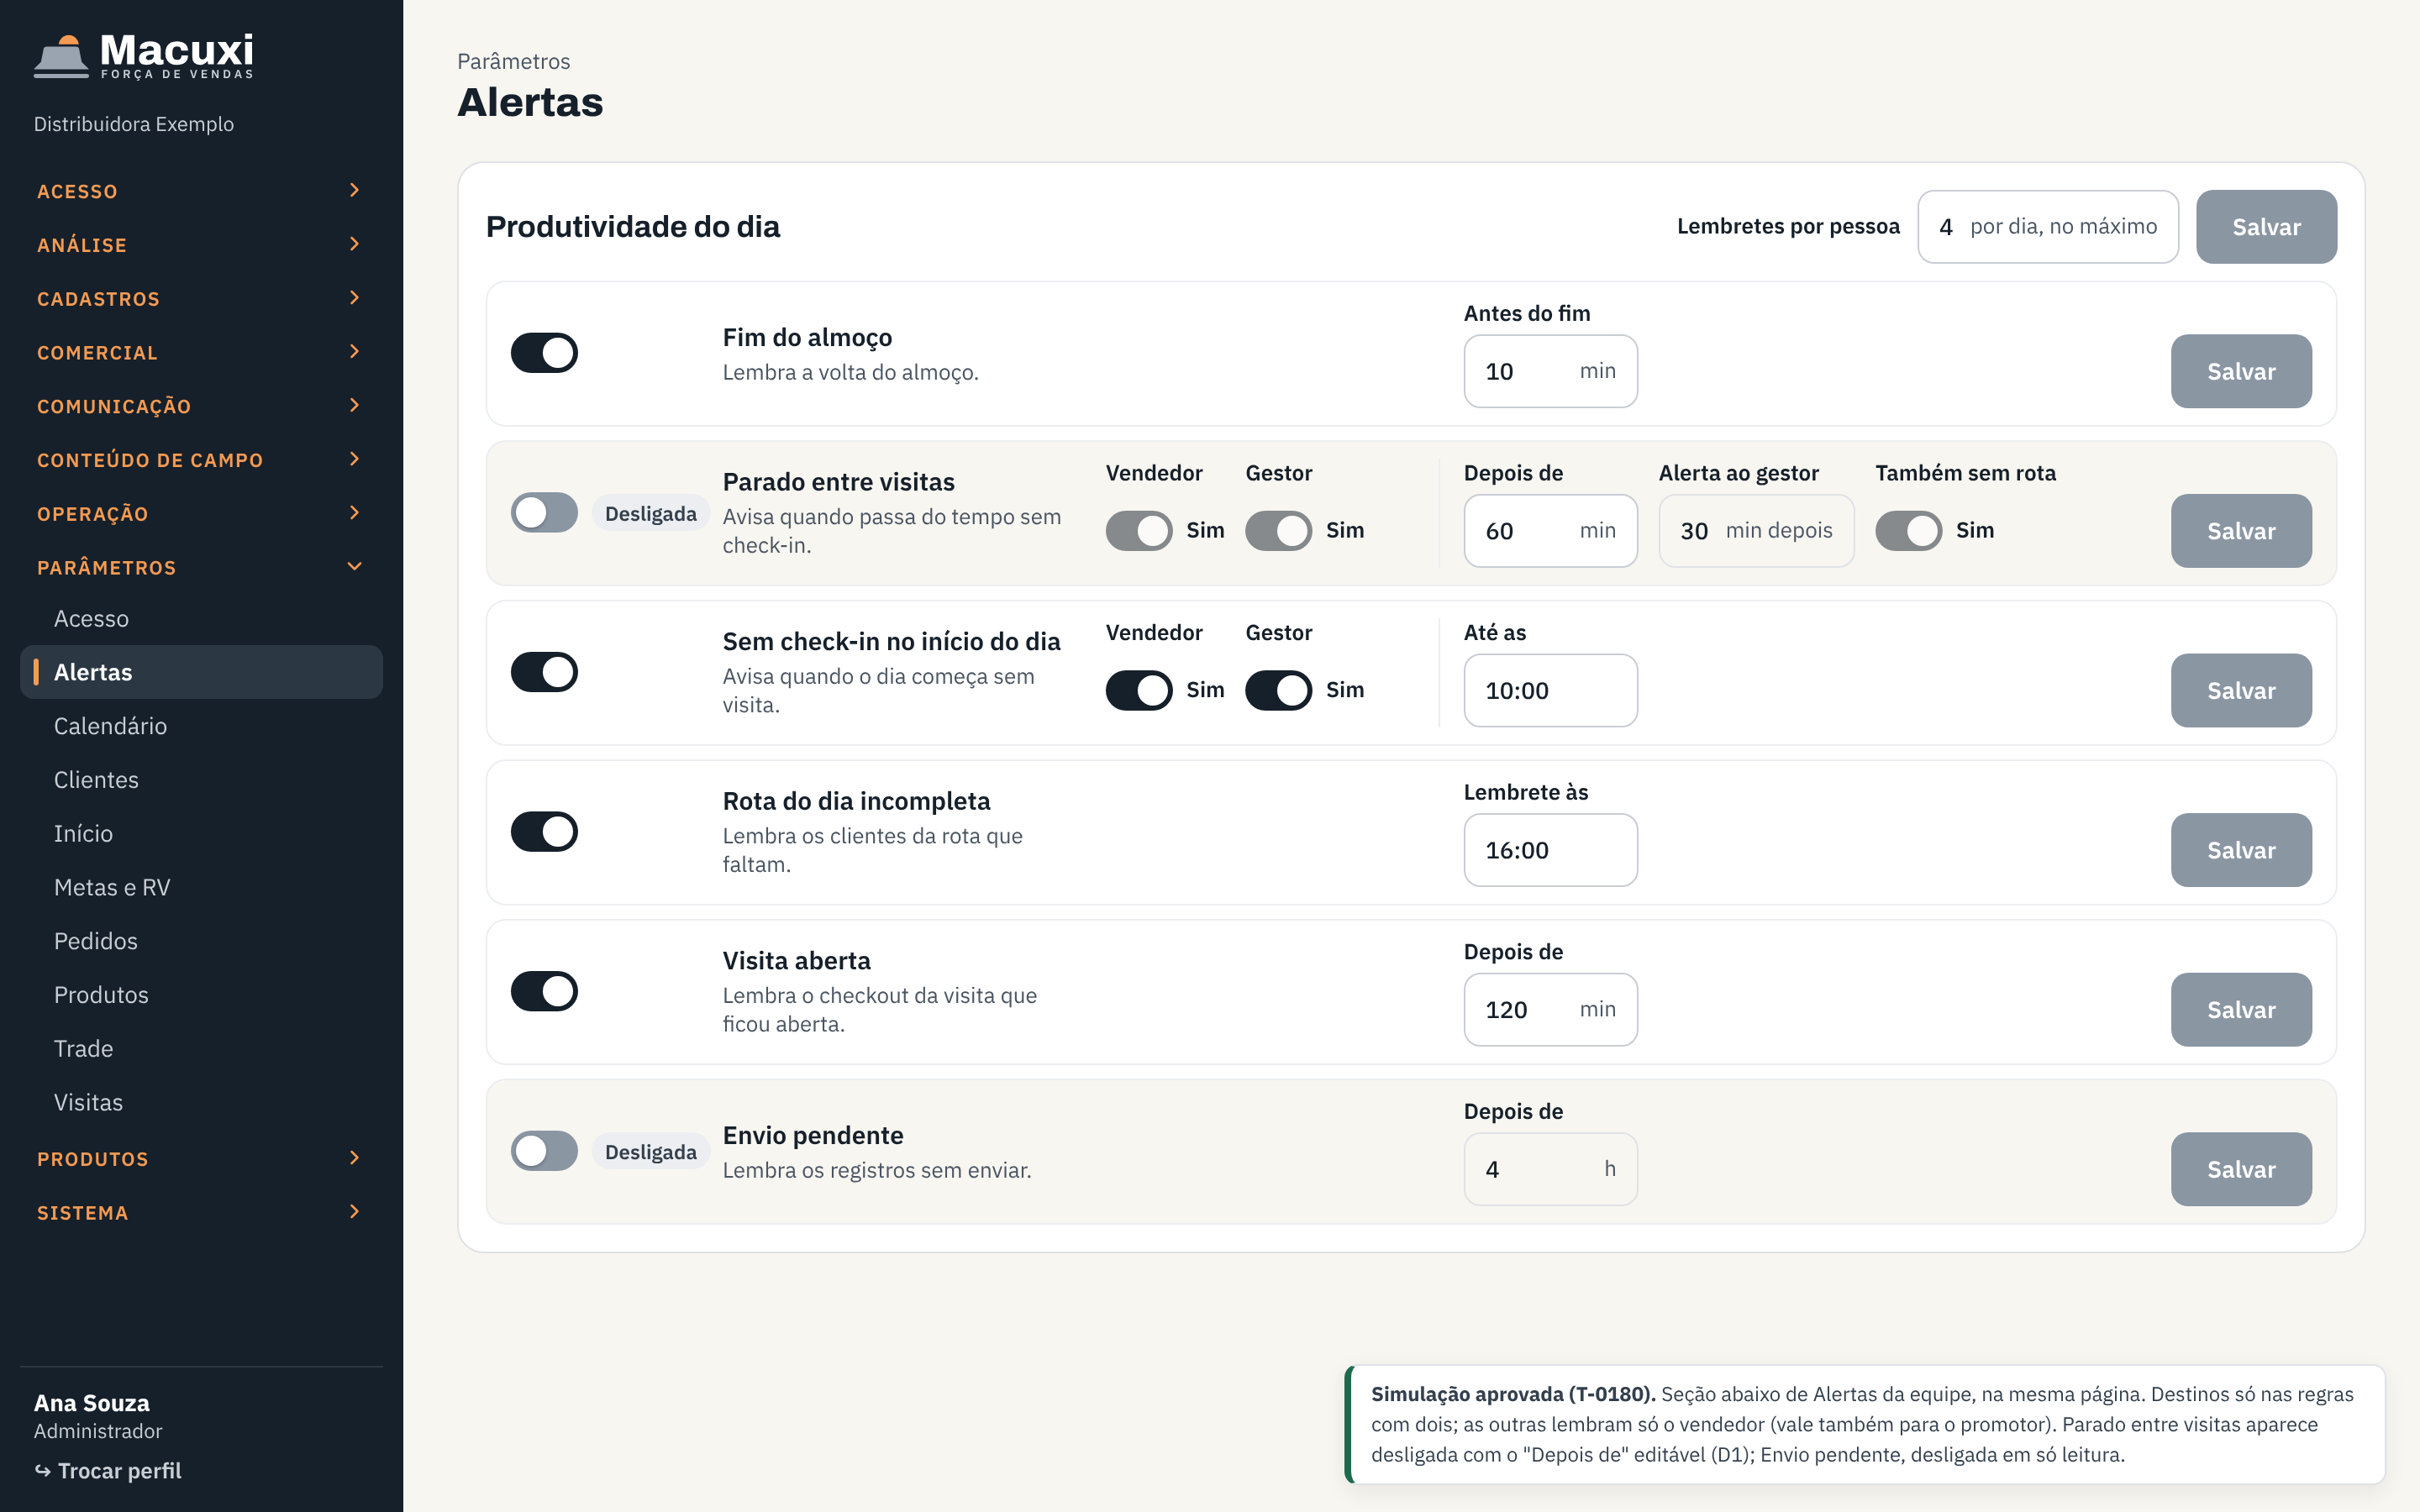 Macuxi
FORÇA DE VENDAS
Distribuidora Exemplo
ACESSO
ANÁLISE
CADASTROS
COMERCIAL
COMUNICAÇÃO
CONTEÚDO DE CAMPO
OPERAÇÃO
PARÂMETROS
Acesso
Alertas
Calendário
Clientes
Início
Metas e RV
Pedidos
Produtos
Trade
Visitas
PRODUTOS
SISTEMA
Ana Souza
Administrador
↪ Trocar perfil
Parâmetros
Alertas
Produtividade do dia
Lembretes por pessoa
4 por dia, no máximo
Salvar
Fim do almoço
Lembra a volta do almoço.
Antes do fim
10 min
Salvar
Desligada
Parado entre visitas
Avisa quando passa do tempo sem
check-in.
Vendedor
Sim
Gestor
Sim
Depois de
60 min
Alerta ao gestor
30 min depois
Também sem rota
Sim
Salvar
Sem check-in no início do dia
Avisa quando o dia começa sem
visita.
Vendedor
Sim
Gestor
Sim
Até as
10:00
Salvar
Rota do dia incompleta
Lembra os clientes da rota que
faltam.
Lembrete às
16:00
Salvar
Visita aberta
Lembra o checkout da visita que
ficou aberta.
Depois de
120 min
Salvar
Desligada
Envio pendente
Lembra os registros sem enviar.
Depois de
4 h
Salvar
Simulação aprovada (T-0180). Seção abaixo de Alertas da equipe, na mesma página. Destinos só nas regras
com dois; as outras lembram só o vendedor (vale também para o promotor). Parado entre visitas aparece
desligada com o "Depois de" editável (D1); Envio pendente, desligada em só leitura.